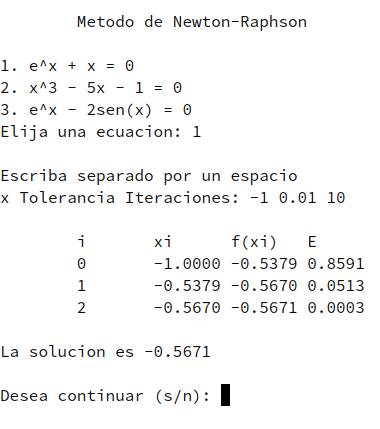 Metodo de Newton-Raphson
1. e^x + x = 0
2. x^3 - 5x - 1 = 0
3. e^x - 2sen(x) = 0
Elija una ecuacion: 1
Escriba separado por un espacio
x Tolerancia Iteraciones: -1 0.01 10
i xi f(xi) E
0 -1.0000 -0.5379 0.8591
1 -0.5379 -0.5670 0.0513
2 -0.5670 -0.5671 0.0003
La solucion es -0.5671
Desea continuar (s/n):